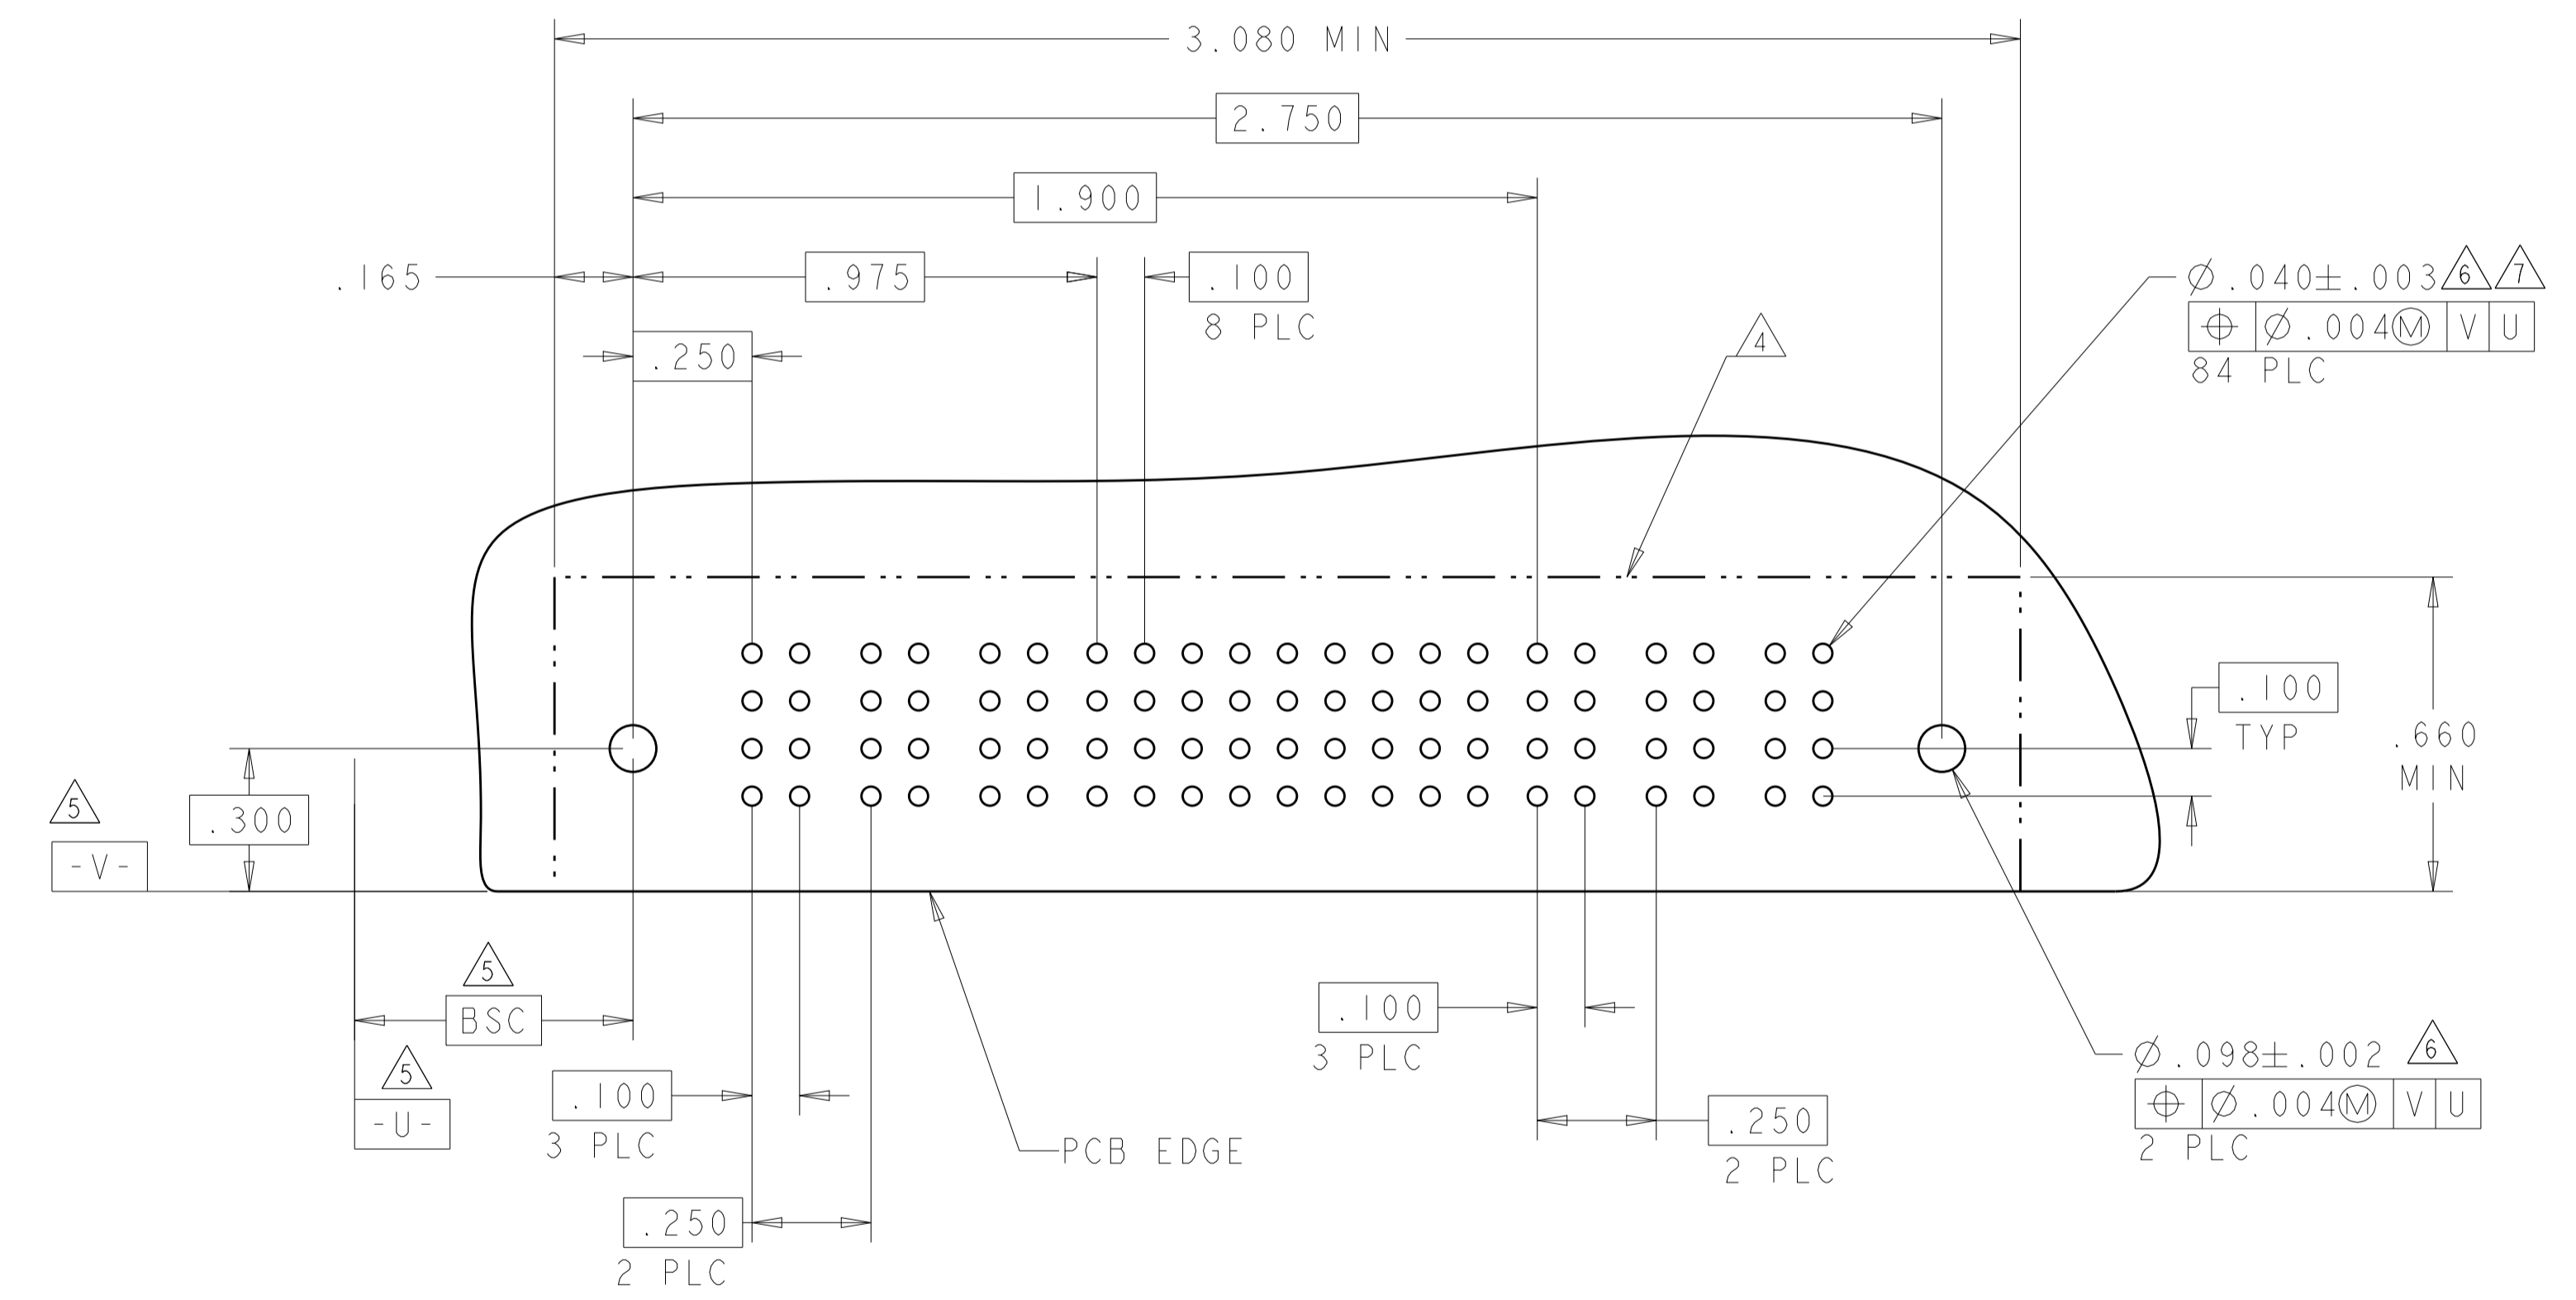 3.080 MIN
2.750
1.900
.165
.975
.100
8 PLC
.250
4
Ø.040±.003 6 7
⌖ Ø.004Ⓜ V U
84 PLC
.100
TYP
.660
MIN
5
-V-
.300
5
BSC
5
-U-
.100
3 PLC
.250
2 PLC
PCB EDGE
.100
3 PLC
.250
2 PLC
Ø.098±.002 6
⌖ Ø.004Ⓜ V U
2 PLC